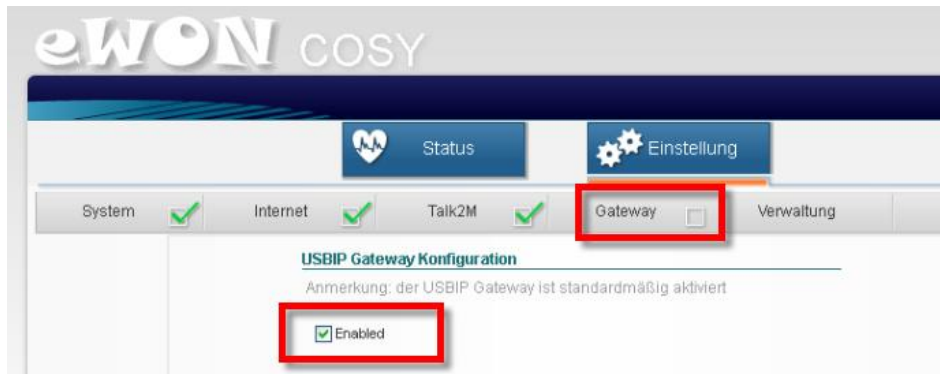 eWON COSY
Status Einstellung
System Internet Talk2M Gateway Verwaltung
USBIP Gateway Konfiguration
Anmerkung: der USBIP Gateway ist standardmäßig aktiviert
Enabled